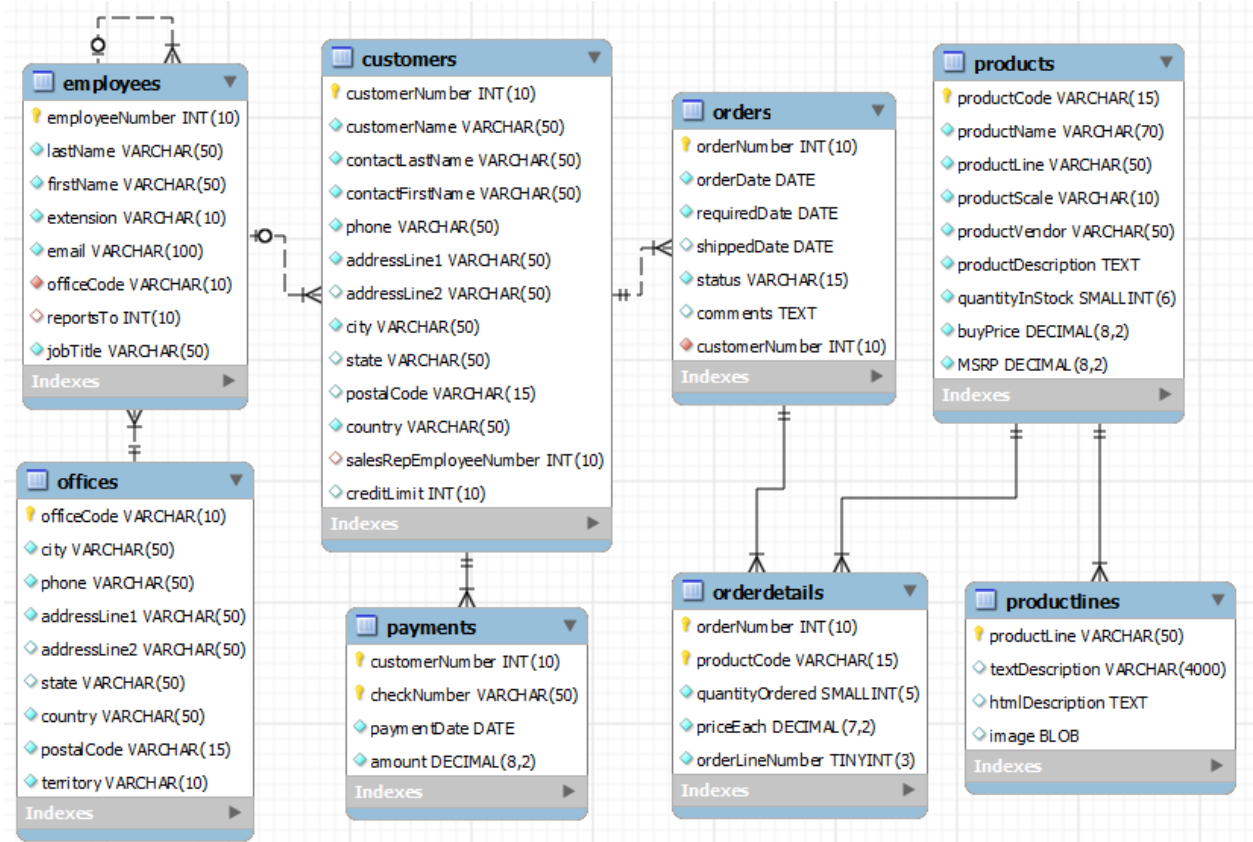 employees
employeeNumber INT(10)
lastName VARCHAR(50)
firstName VARCHAR(50)
extension VARCHAR(10)
email VARCHAR(100)
officeCode VARCHAR(10)
reportsTo INT(10)
jobTitle VARCHAR(50)
Indexes
offices
officeCode VARCHAR(10)
city VARCHAR(50)
phone VARCHAR(50)
addressLine1 VARCHAR(50)
addressLine2 VARCHAR(50)
state VARCHAR(50)
country VARCHAR(50)
postalCode VARCHAR(15)
territory VARCHAR(10)
Indexes
customers
customerNumber INT(10)
customerName VARCHAR(50)
contactLastName VARCHAR(50)
contactFirstName VARCHAR(50)
phone VARCHAR(50)
addressLine1 VARCHAR(50)
addressLine2 VARCHAR(50)
city VARCHAR(50)
state VARCHAR(50)
postalCode VARCHAR(15)
country VARCHAR(50)
salesRepEmployeeNumber INT(10)
creditLimit INT(10)
Indexes
payments
customerNumber INT(10)
checkNumber VARCHAR(50)
paymentDate DATE
amount DECIMAL(8,2)
Indexes
orders
orderNumber INT(10)
orderDate DATE
requiredDate DATE
shippedDate DATE
status VARCHAR(15)
comments TEXT
customerNumber INT(10)
Indexes
orderdetails
orderNumber INT(10)
productCode VARCHAR(15)
quantityOrdered SMALLINT(5)
priceEach DECIMAL(7,2)
orderLineNumber TINYINT(3)
Indexes
products
productCode VARCHAR(15)
productName VARCHAR(70)
productLine VARCHAR(50)
productScale VARCHAR(10)
productVendor VARCHAR(50)
productDescription TEXT
quantityInStock SMALLINT(6)
buyPrice DECIMAL(8,2)
MSRP DECIMAL(8,2)
Indexes
productlines
productLine VARCHAR(50)
textDescription VARCHAR(4000)
htmlDescription TEXT
image BLOB
Indexes